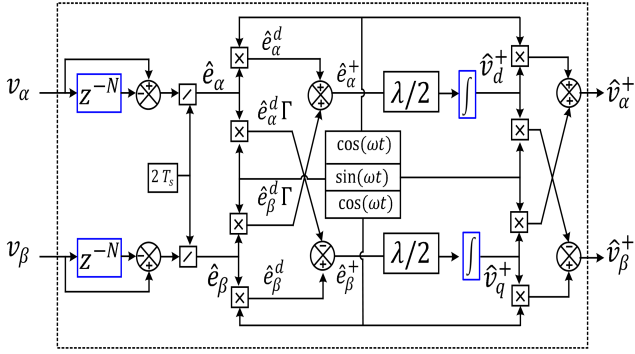 ê_α^d
v_α
z^{-N}
ê_α
ê_α^+
λ/2
∫
v̂_d^+
v̂_α^+
ê_α^d Γ
cos(ωt)
2 T_s
sin(ωt)
ê_β^d Γ
cos(ωt)
v_β
z^{-N}
ê_β
ê_β^d
ê_β^+
λ/2
∫
v̂_q^+
v̂_β^+